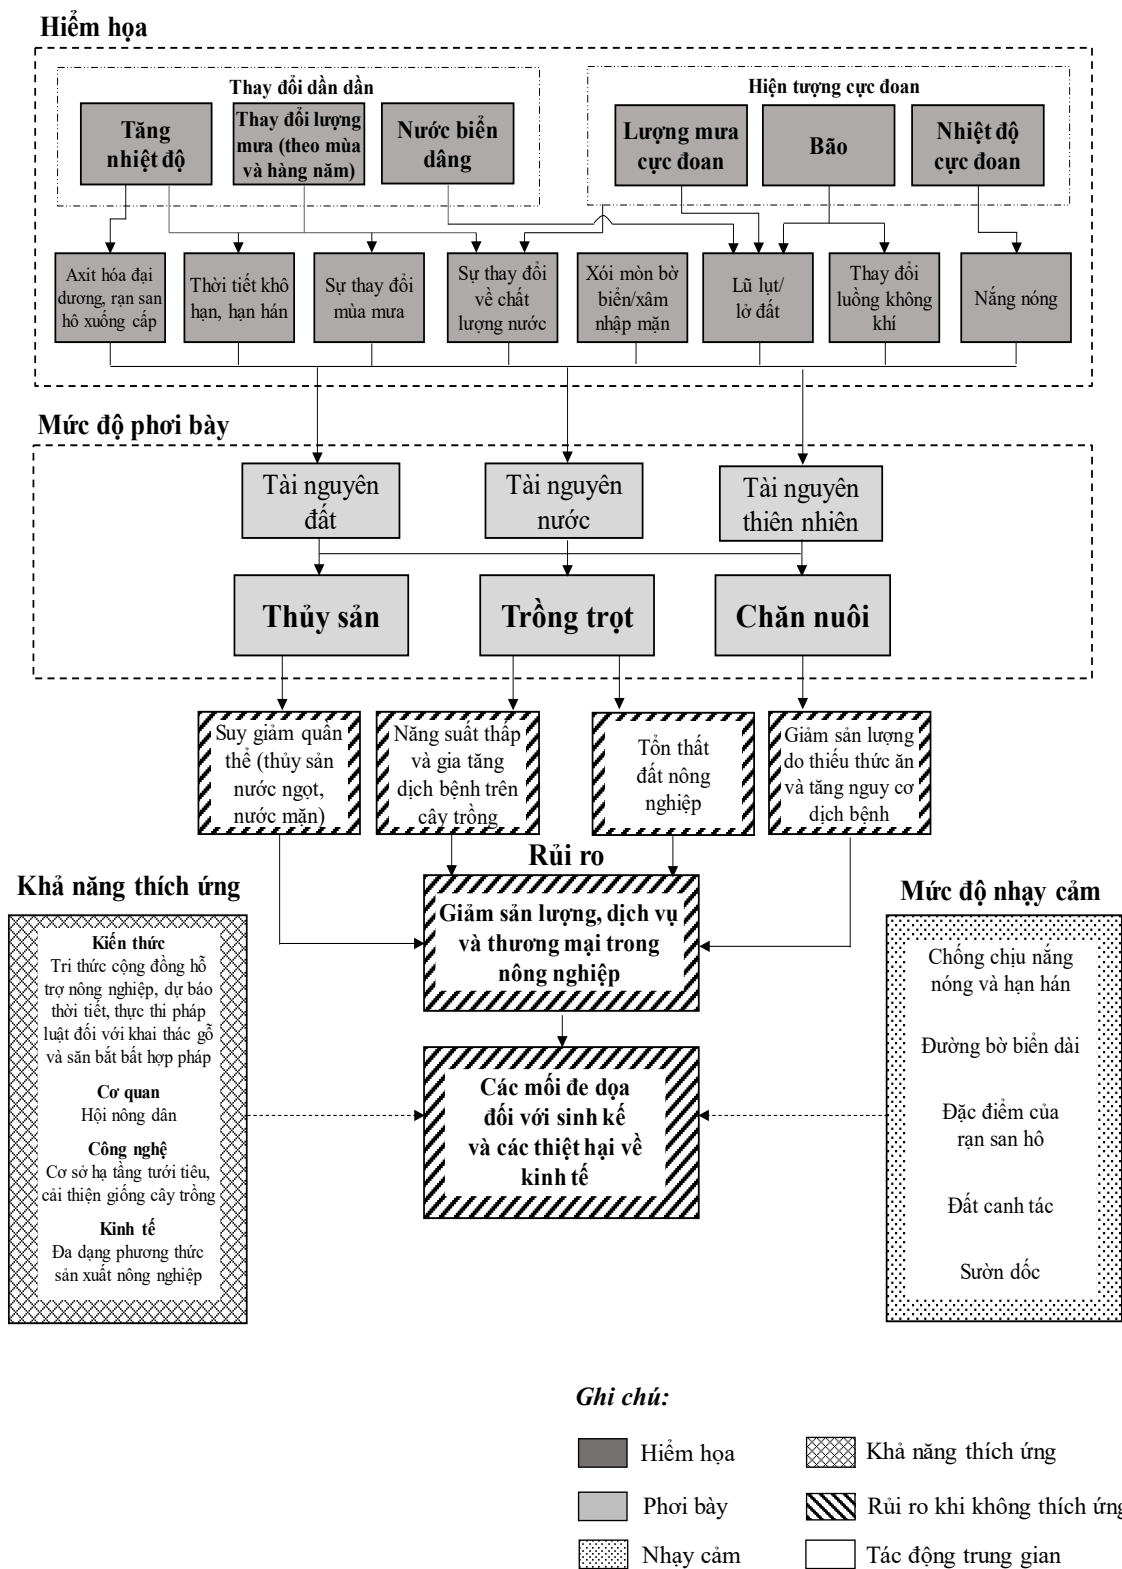 Hiểm họa
Thay đổi dần dần
Hiện tượng cực đoan
Tăng
nhiệt độ
Thay đổi lượng
mưa (theo mùa
và hàng năm)
Nước biển
dâng
Lượng mưa
cực đoan
Bão
Nhiệt độ
cực đoan
Axit hóa đại
dương, rạn san
hô xuống cấp
Thời tiết khô
hạn, hạn hán
Sự thay đổi
mùa mưa
Sự thay đổi
về chất
lượng nước
Xói mòn bờ
biển/xâm
nhập mặn
Lũ lụt/
lở đất
Thay đổi
luồng không
khí
Nắng nóng
Mức độ phơi bày
Tài nguyên
đất
Tài nguyên
nước
Tài nguyên
thiên nhiên
Thủy sản
Trồng trọt
Chăn nuôi
Suy giảm quần
thể (thủy sản
nước ngọt,
nước mặn)
Năng suất thấp
và gia tăng
dịch bệnh trên
cây trồng
Tổn thất
đất nông
nghiệp
Giảm sản lượng
do thiếu thức ăn
và tăng nguy cơ
dịch bệnh
Rủi ro
Giảm sản lượng, dịch vụ
và thương mại trong
nông nghiệp
Các mối đe dọa
đối với sinh kế
và các thiệt hại về
kinh tế
Khả năng thích ứng
Kiến thức
Tri thức cộng đồng hỗ
trợ nông nghiệp, dự báo
thời tiết, thực thi pháp
luật đối với khai thác gỗ
và săn bắt bất hợp pháp
Cơ quan
Hội nông dân
Công nghệ
Cơ sở hạ tầng tưới tiêu,
cải thiện giống cây trồng
Kinh tế
Đa dạng phương thức
sản xuất nông nghiệp
Mức độ nhạy cảm
Chống chịu nắng
nóng và hạn hán
Đường bờ biển dài
Đặc điểm của
rạn san hô
Đất canh tác
Sườn dốc
Ghi chú:
Hiểm họa
Khả năng thích ứng
Phơi bày
Rủi ro khi không thích ứng
Nhạy cảm
Tác động trung gian